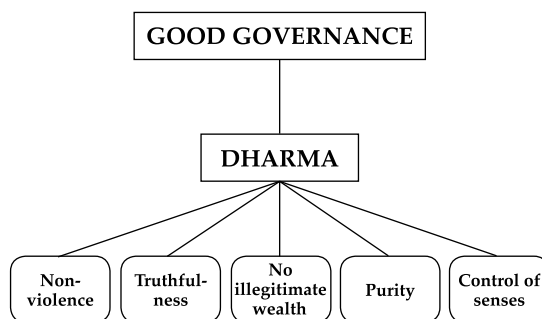 GOOD GOVERNANCE
DHARMA
Non-
violence
Truthful-
ness
No
illegitimate
wealth
Purity
Control of
senses